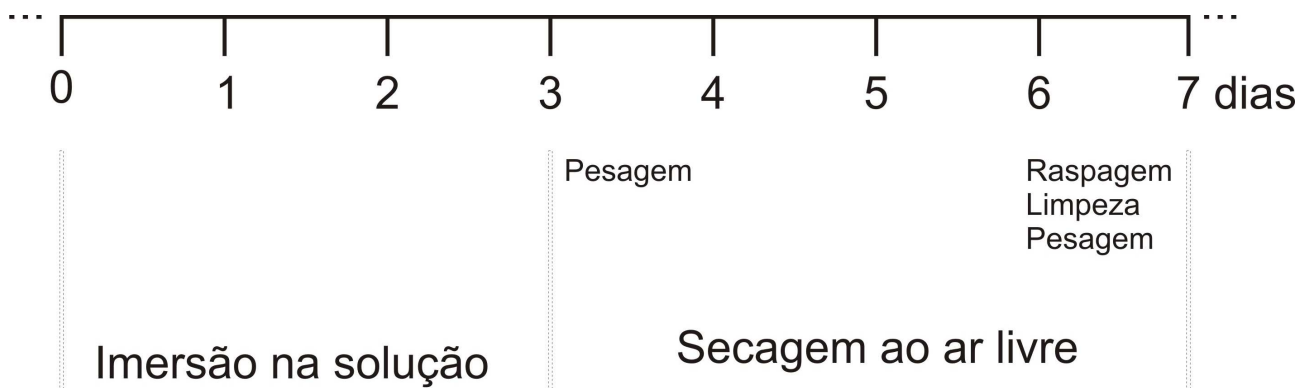 ... ...
0 1 2 3 4 5 6 7 dias
Pesagem
Raspagem
Limpeza
Pesagem
Imersão na solução
Secagem ao ar livre